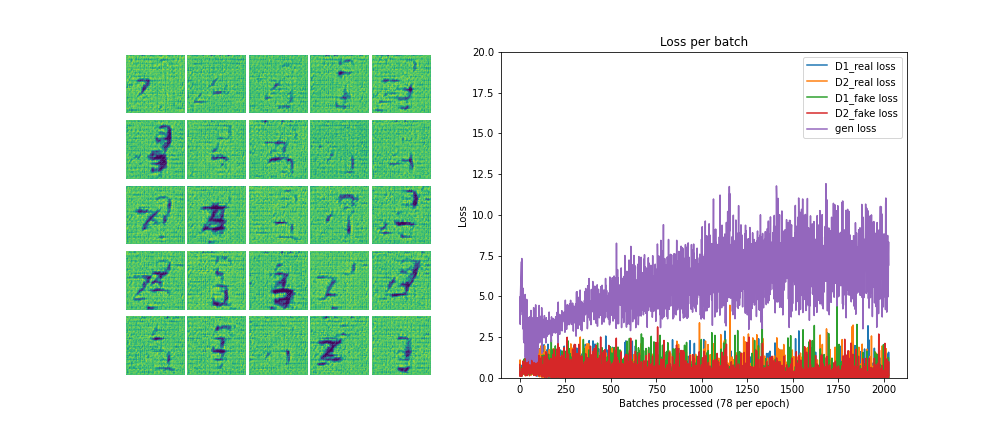 Loss per batch
20.0
17.5
15.0
12.5
10.0
7.5
5.0
2.5
0.0
Loss
D1_real loss
D2_real loss
D1_fake loss
D2_fake loss
gen loss
0 250 500 750 1000 1250 1500 1750 2000
Batches processed (78 per epoch)